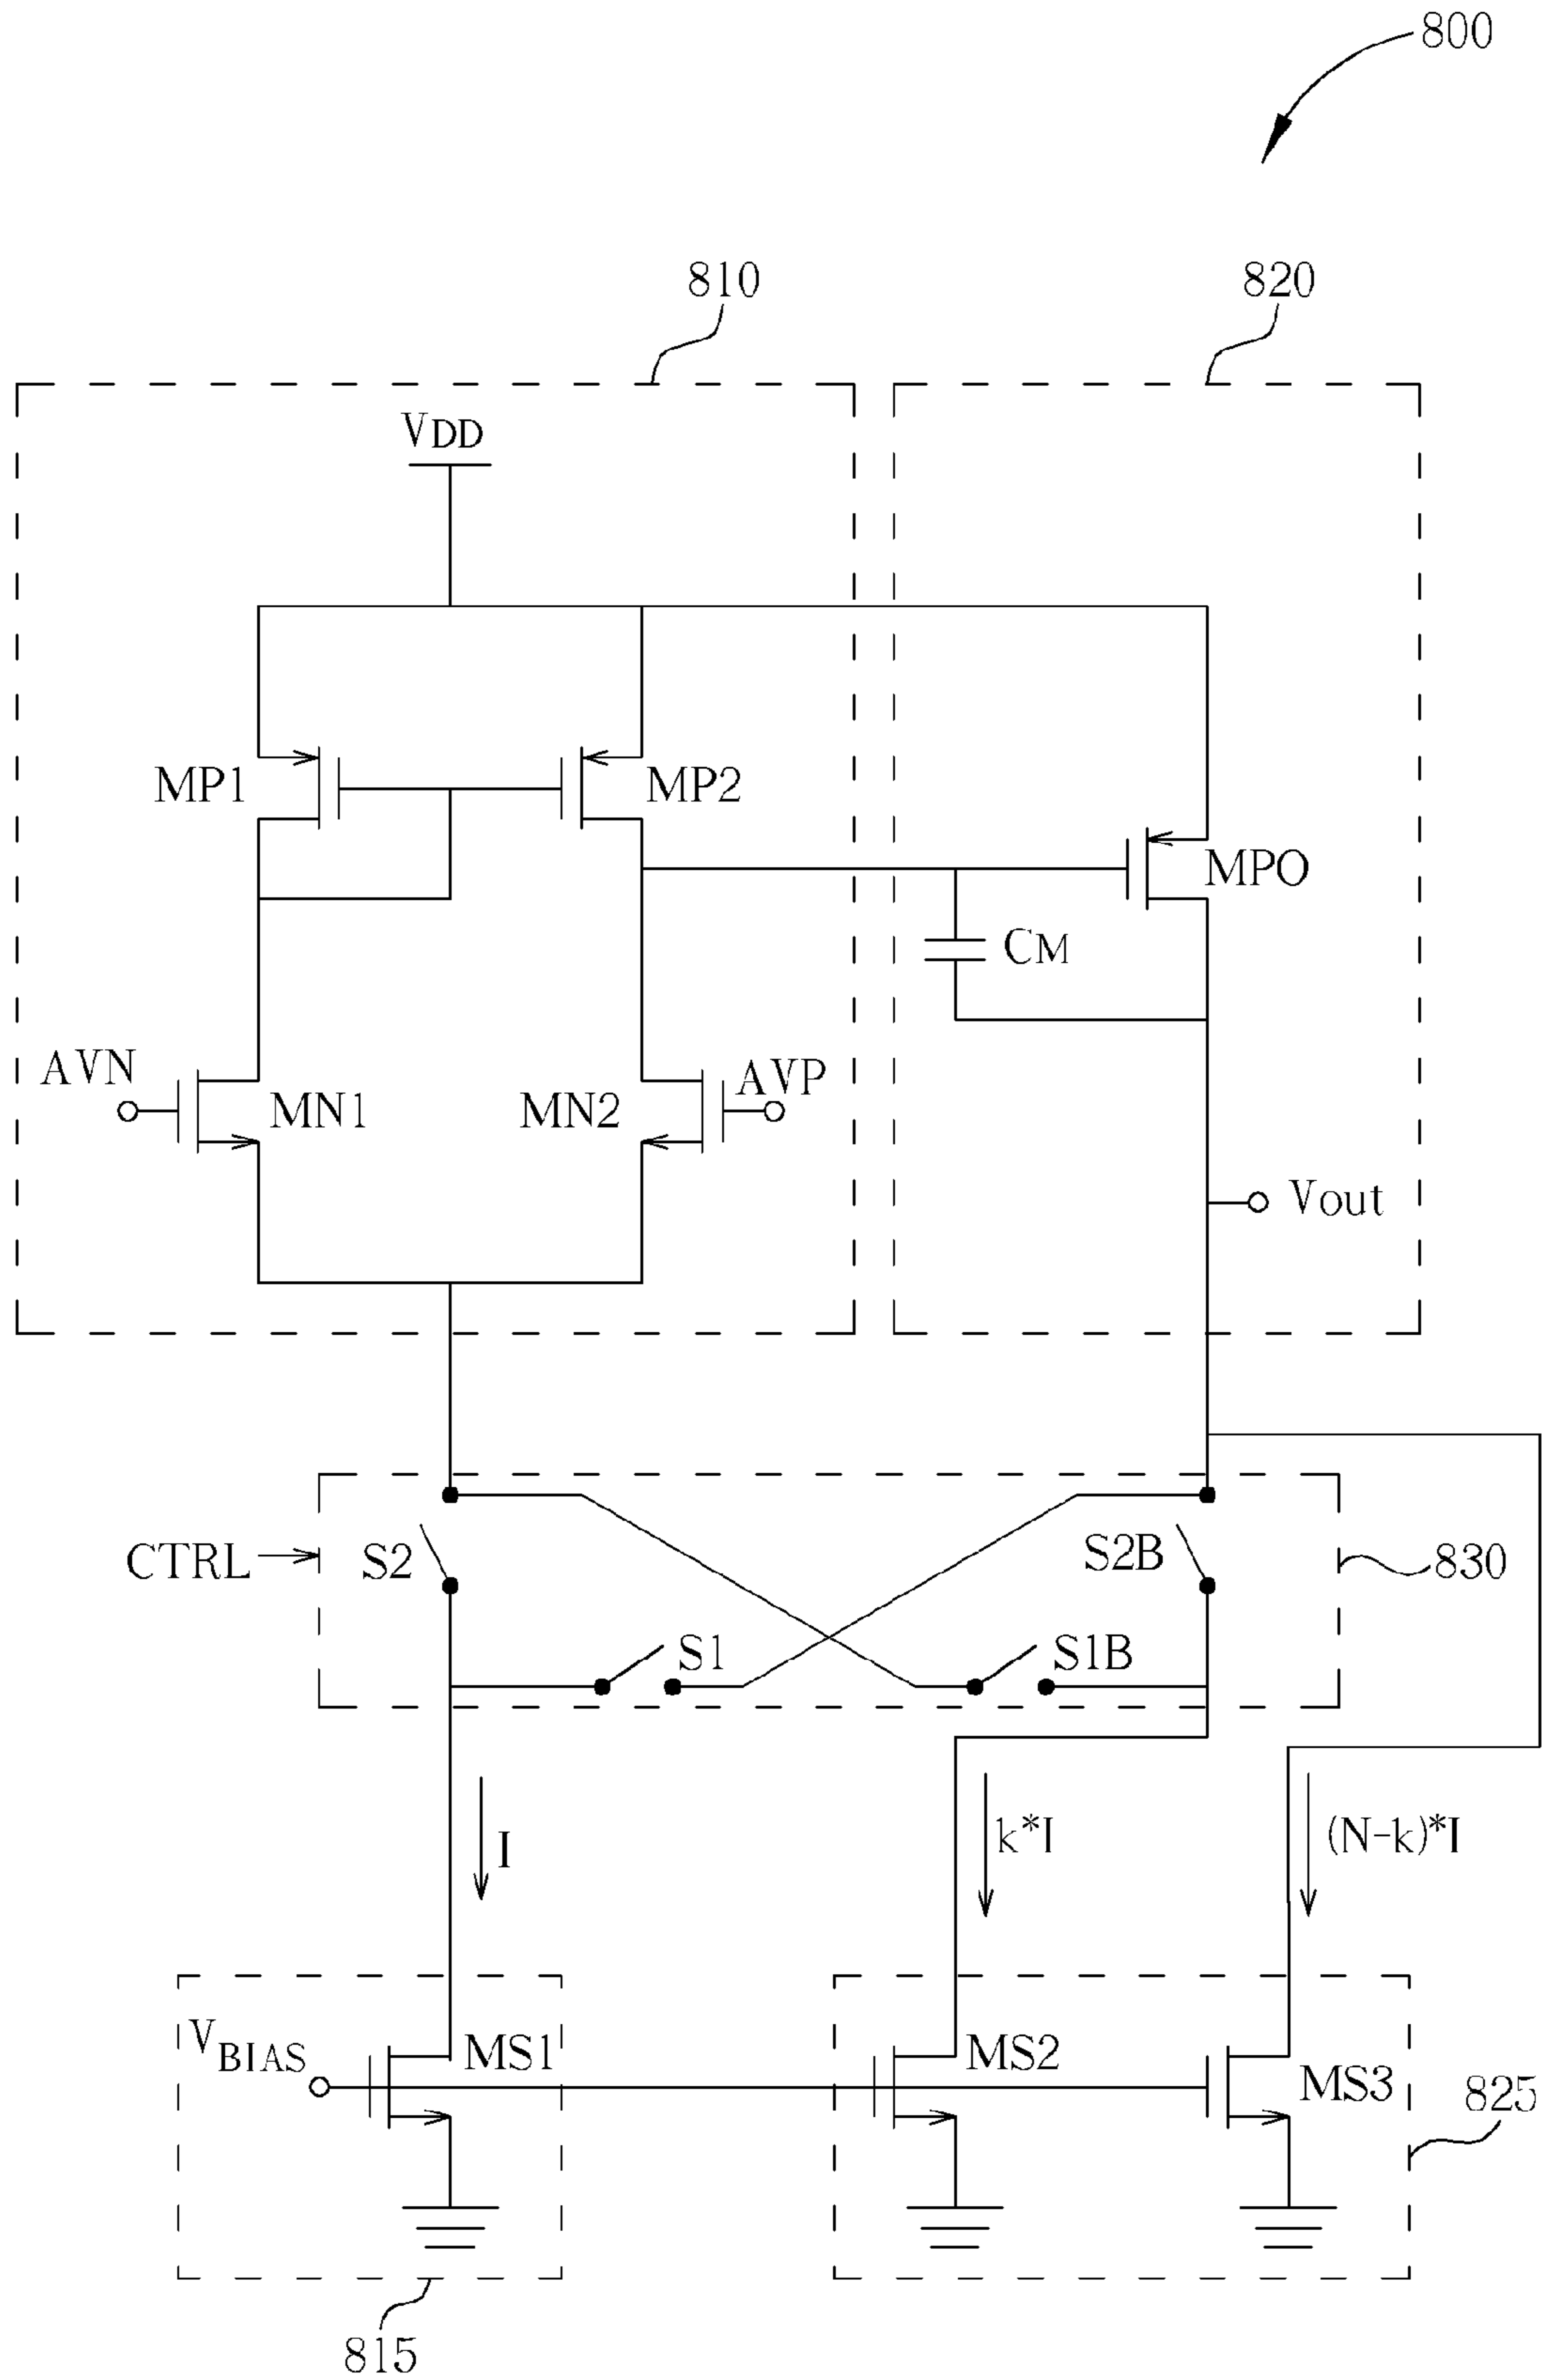 800
810
820
VDD
MP1
MP2
MPO
CM
AVN
MN1
MN2
AVP
Vout
CTRL
S2
S2B
830
S1
S1B
I
k*I
(N-k)*I
VBIAS
MS1
MS2
MS3
825
815